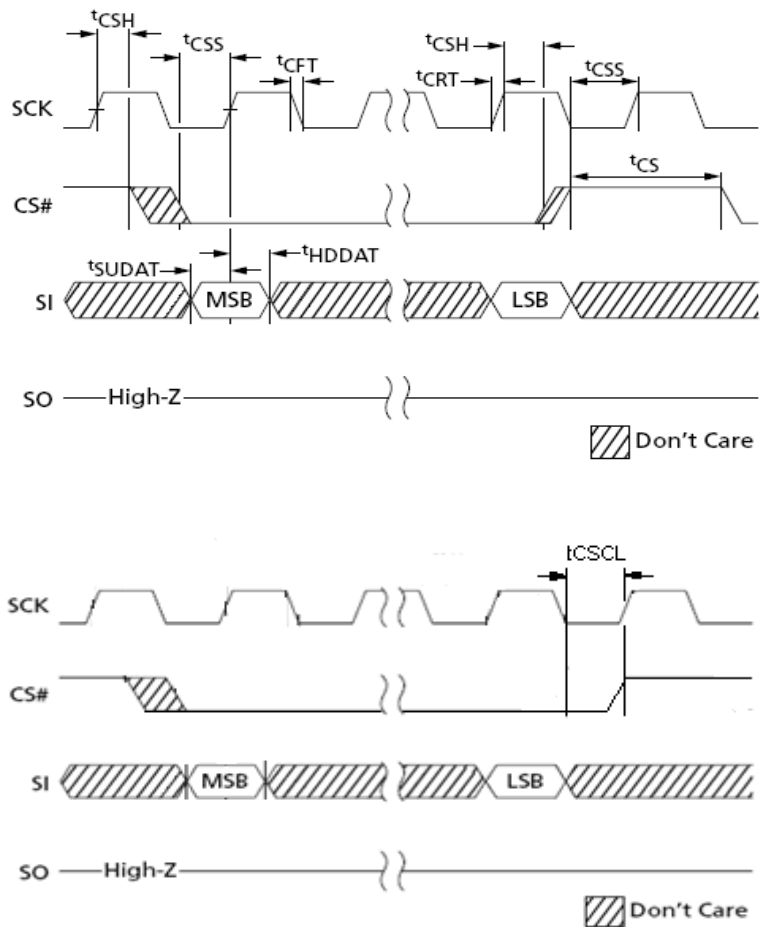 tCSH
tCSS
tCFT
tCSH
tCRT
tCSS
SCK
tCS
CS#
tSUDAT
tHDDAT
SI
MSB
LSB
SO
High-Z
Don't Care
tCSCL
SCK
CS#
SI
MSB
LSB
SO
High-Z
Don't Care